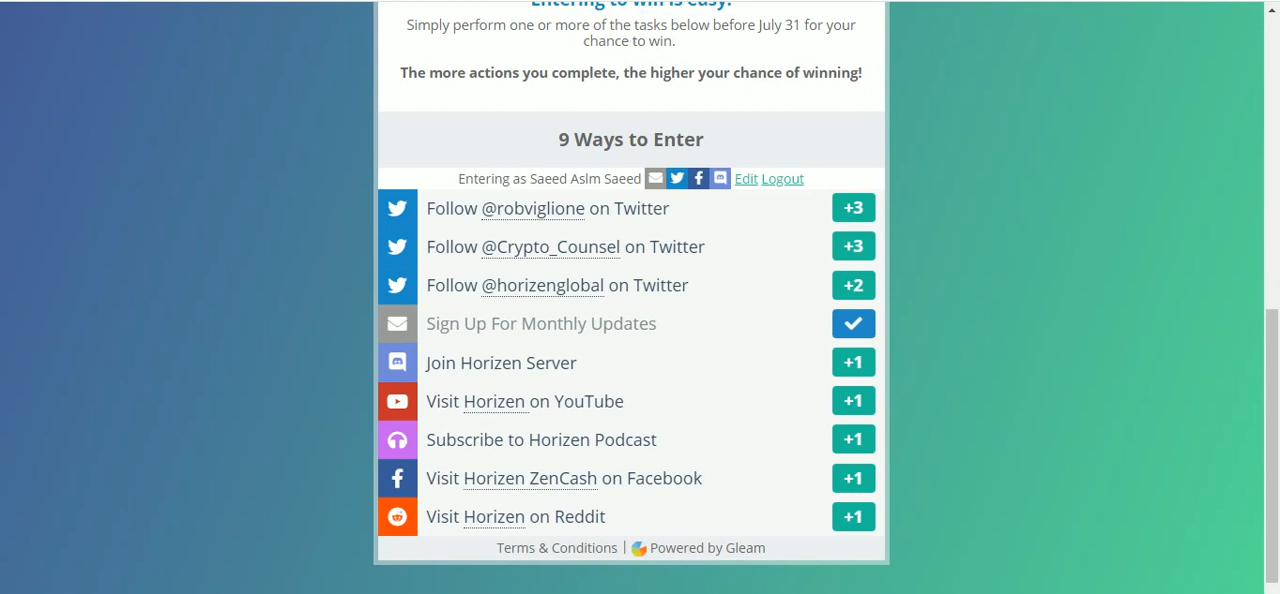 Entering to win is easy!
Simply perform one or more of the tasks below before July 31 for your
chance to win.
The more actions you complete, the higher your chance of winning!
9 Ways to Enter
Entering as Saeed Aslm Saeed Edit Logout
Follow @robviglione on Twitter +3
Follow @Crypto_Counsel on Twitter +3
Follow @horizenglobal on Twitter +2
Sign Up For Monthly Updates
Join Horizen Server +1
Visit Horizen on YouTube +1
Subscribe to Horizen Podcast +1
Visit Horizen ZenCash on Facebook +1
Visit Horizen on Reddit +1
Terms & Conditions | Powered by Gleam